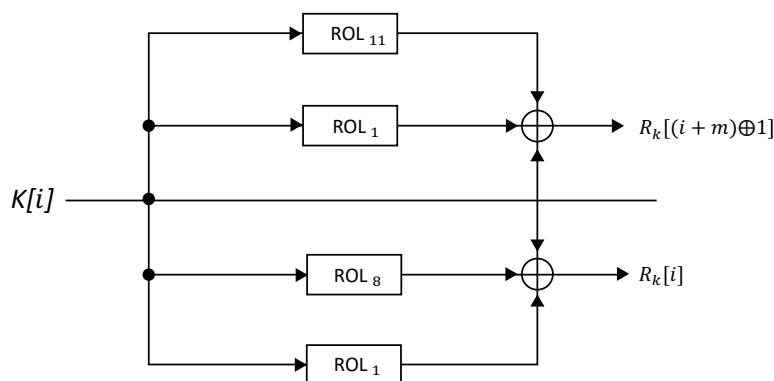 ROL 11
ROL 1
R_k[(i + m)⊕1]
K[i]
ROL 8
R_k[i]
ROL 1